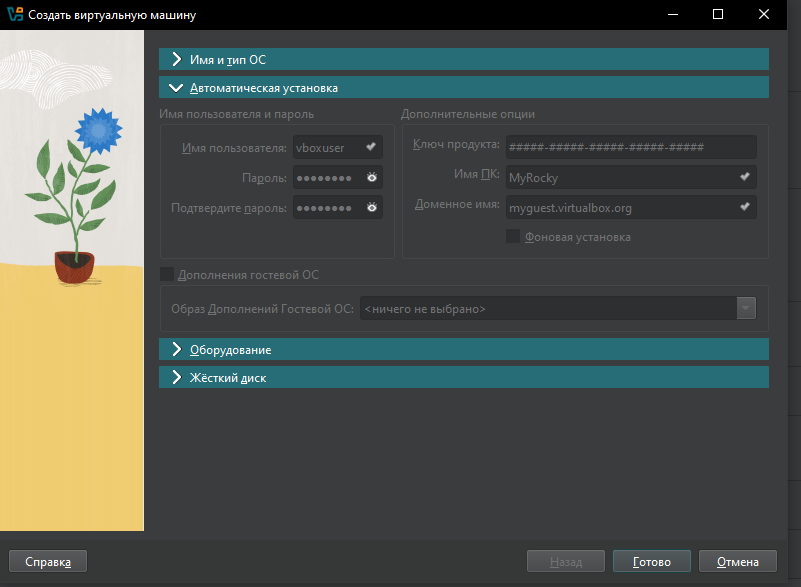 Создать виртуальную машину
Имя и тип ОС
Автоматическая установка
Имя пользователя и пароль
Дополнительные опции
Имя пользователя: vboxuser
Ключ продукта: #####-#####-#####-#####-#####
Пароль: ●●●●●●●●
Имя ПК: MyRocky
Подтвердите пароль: ●●●●●●●●
Доменное имя: myguest.virtualbox.org
Фоновая установка
Дополнения гостевой ОС
Образ Дополнений Гостевой ОС: <ничего не выбрано>
Оборудование
Жёсткий диск
Справка
Назад
Готово
Отмена